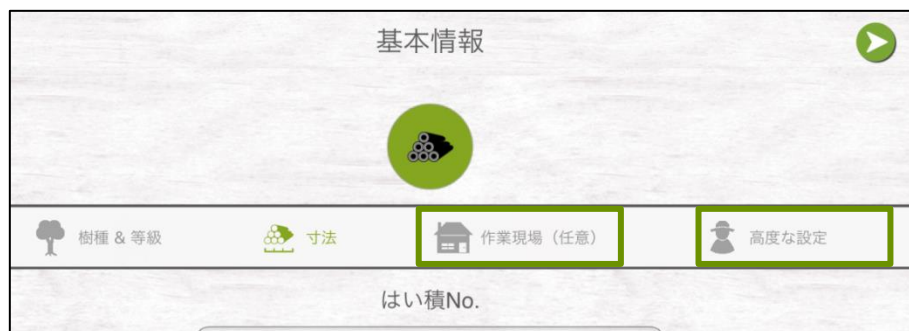 基本情報
樹種 & 等級
寸法
作業現場（任意）
高度な設定
はい積No.